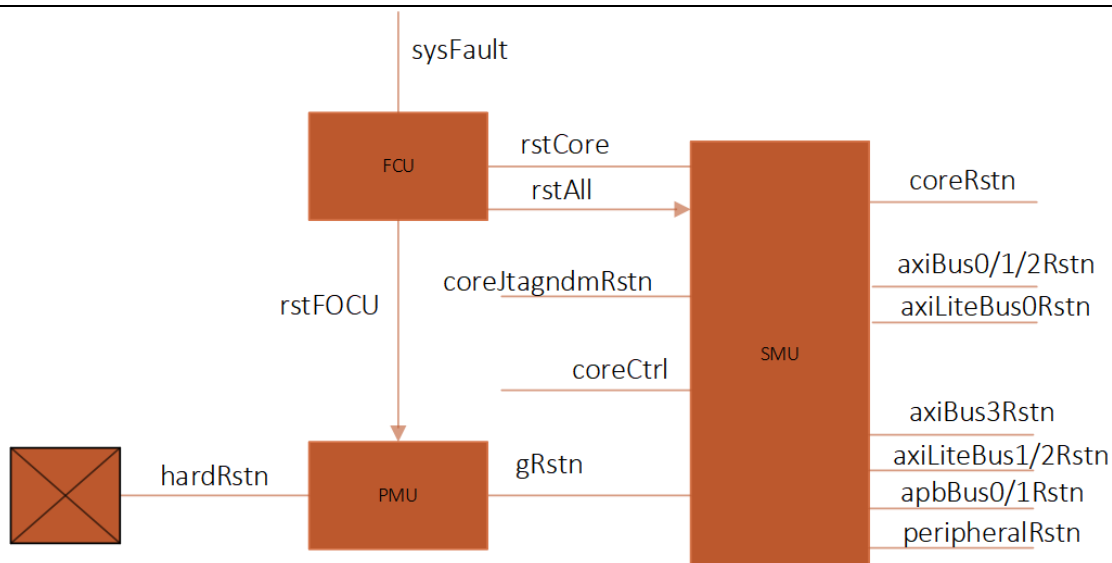 sysFault
FCU
rstCore
rstAll
coreRstn
coreJtagndmRstn
axiBus0/1/2Rstn
axiLiteBus0Rstn
rstFOCU
SMU
coreCtrl
axiBus3Rstn
axiLiteBus1/2Rstn
hardRstn
PMU
gRstn
apbBus0/1Rstn
peripheralRstn